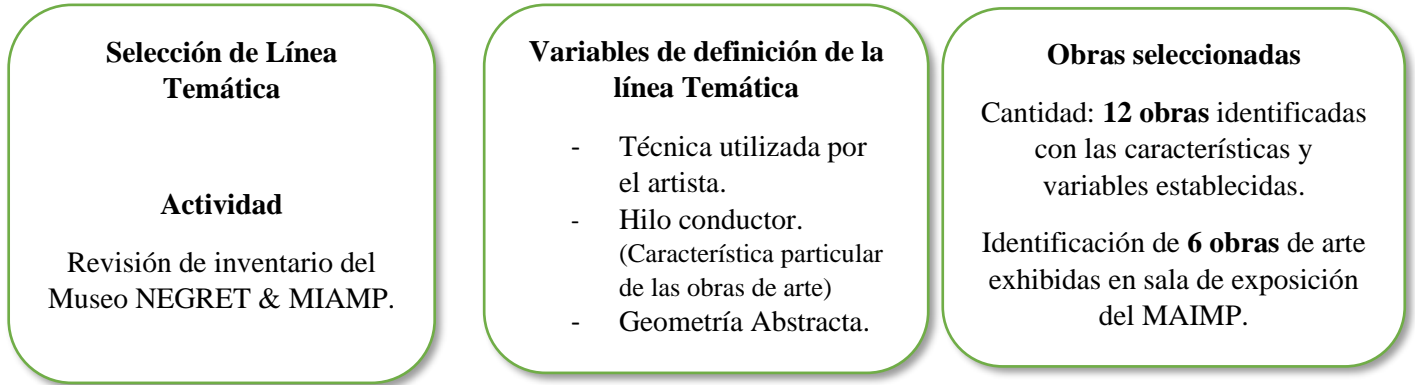 Selección de Línea
Temática
Actividad
Revisión de inventario del
Museo NEGRET & MIAMP.
Variables de definición de la
línea Temática
- Técnica utilizada por
el artista.
- Hilo conductor.
(Característica particular
de las obras de arte)
- Geometría Abstracta.
Obras seleccionadas
Cantidad: 12 obras identificadas
con las características y
variables establecidas.
Identificación de 6 obras de arte
exhibidas en sala de exposición
del MAIMP.